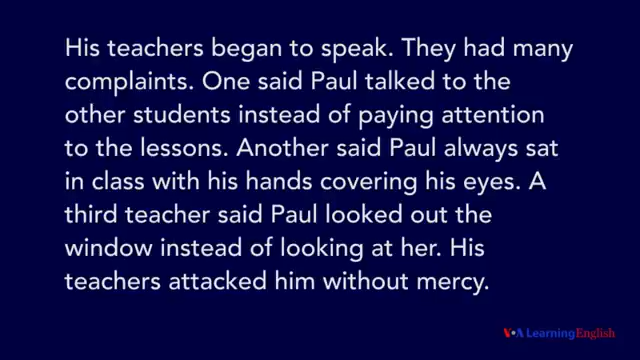 His teachers began to speak. They had many
complaints. One said Paul talked to the
other students instead of paying attention
to the lessons. Another said Paul always sat
in class with his hands covering his eyes. A
third teacher said Paul looked out the
window instead of looking at her. His
teachers attacked him without mercy.
VOA Learning English